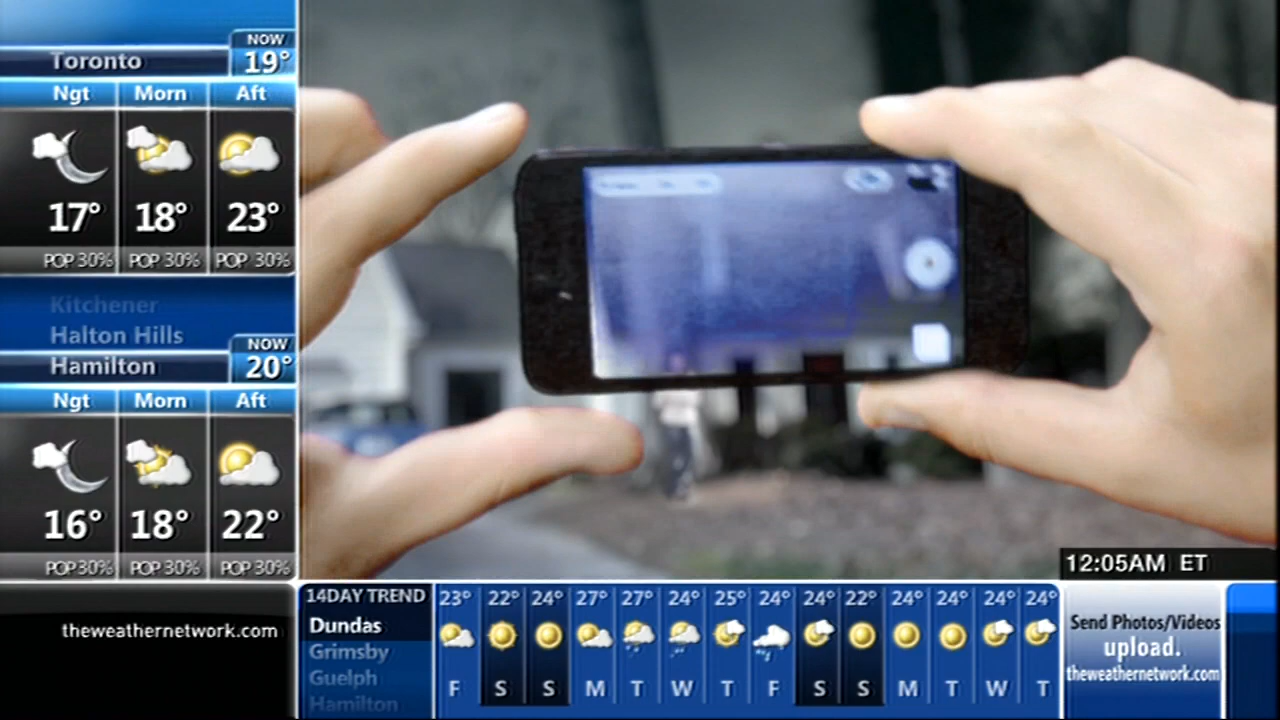 Toronto
NOW
19°
Ngt Morn Aft
17° 18° 23°
POP 30% POP 30% POP 30%
Kitchener
Halton Hills
Hamilton
NOW
20°
Ngt Morn Aft
16° 18° 22°
POP 30% POP 30% POP 30%
theweathernetwork.com
12:05AM ET
14DAY TREND
Dundas
Grimsby
Guelph
Hamilton
23° 22° 24° 27° 27° 24° 25° 24° 24° 22° 24° 24° 24° 24°
F S S M T W T F S S M T W T
Send Photos/Videos
upload.
theweathernetwork.com